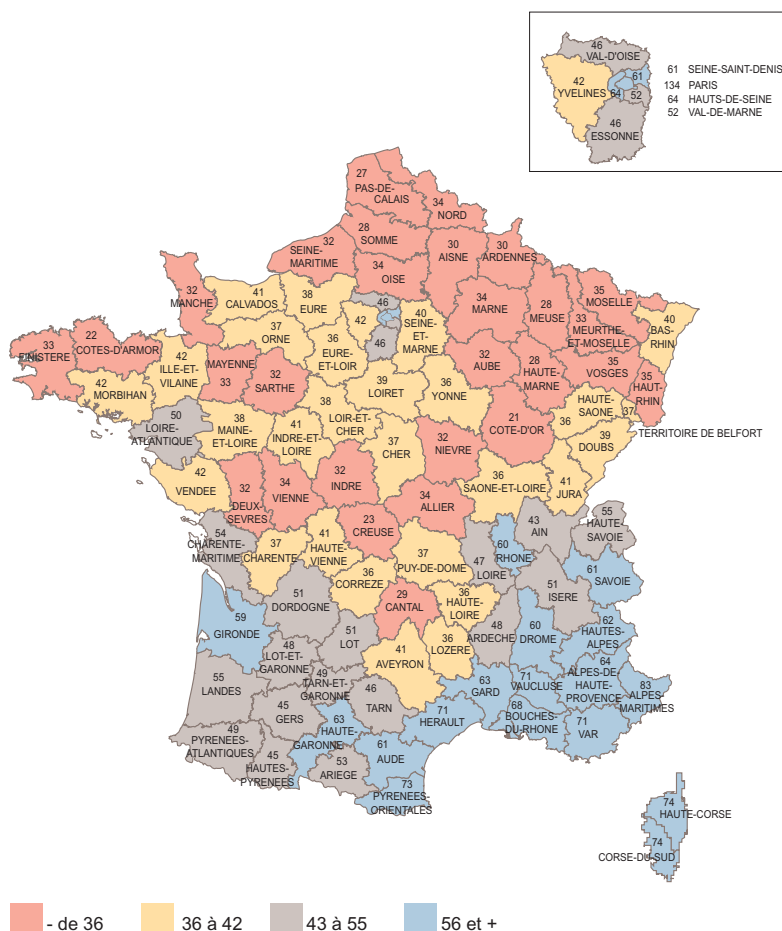 46
VAL-D'OISE
42
YVELINES
61
64
52
46
ESSONNE
61 SEINE-SAINT-DENIS
134 PARIS
64 HAUTS-DE-SEINE
52 VAL-DE-MARNE
27
PAS-DE-
CALAIS
34
NORD
28
SOMME
32
SEINE-
MARITIME
34
OISE
30
AISNE
30
ARDENNES
32
MANCHE
41
CALVADOS
38
EURE
46
42
46
40
SEINE-
ET-
MARNE
34
MARNE
28
MEUSE
35
MOSELLE
33
MEURTHE-
ET-MOSELLE
40
BAS-
RHIN
33
FINISTERE
22
COTES-D'ARMOR
42
ILLE-ET-
VILAINE
42
MORBIHAN
MAYENNE
33
37
ORNE
32
SARTHE
36
EURE-
ET-LOIR
39
LOIRET
36
YONNE
32
AUBE
28
HAUTE-
MARNE
35
VOSGES
35
HAUT-
RHIN
50
LOIRE-
ATLANTIQUE
38
MAINE-
ET-LOIRE
41
INDRE-ET-
LOIRE
38
LOIR-ET-
CHER
37
CHER
32
NIEVRE
21
COTE-D'OR
HAUTE-
SAONE
36
37
TERRITOIRE DE BELFORT
39
DOUBS
42
VENDEE
32
DEUX-
SEVRES
34
VIENNE
32
INDRE
34
ALLIER
36
SAONE-ET-LOIRE
41
JURA
54
CHARENTE-
MARITIME
37
CHARENTE
41
HAUTE-
VIENNE
23
CREUSE
37
PUY-DE-DOME
47
LOIRE
60
RHONE
43
AIN
55
HAUTE-
SAVOIE
61
SAVOIE
59
GIRONDE
51
DORDOGNE
36
CORREZE
29
CANTAL
36
HAUTE-
LOIRE
48
ARDECHE
60
DROME
51
ISERE
62
HAUTES-
ALPES
48
LOT-ET-
GARONNE
51
LOT
41
AVEYRON
36
LOZERE
63
GARD
71
VAUCLUSE
64
ALPES-DE-
HAUTE-
PROVENCE
83
ALPES-
MARITIMES
55
LANDES
49
TARN-ET-
GARONNE
46
TARN
45
GERS
63
HAUTE-
GARONNE
71
HERAULT
68
BOUCHES-
DU-RHONE
71
VAR
49
PYRENEES-
ATLANTIQUES
45
HAUTES-
PYRENEES
53
ARIEGE
61
AUDE
73
PYRENEES-
ORIENTALES
74
HAUTE-CORSE
74
CORSE-DU-SUD
- de 36
36 à 42
43 à 55
56 et +